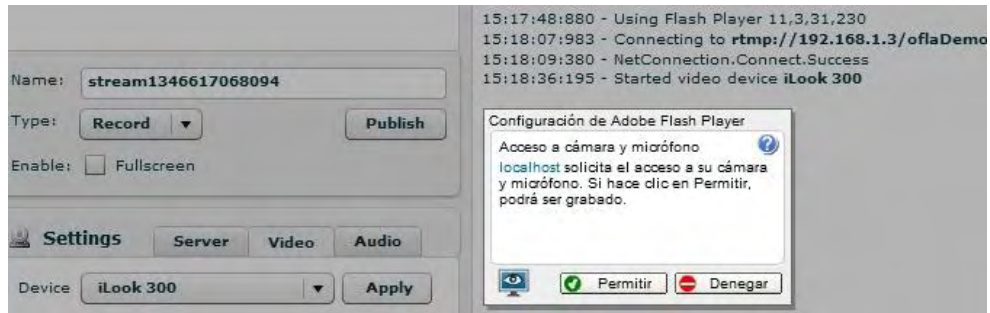 15:17:48:880 - Using Flash Player 11,3,31,230
15:18:07:983 - Connecting to rtmp://192.168.1.3/oflaDemo
15:18:09:380 - NetConnection.Connect.Success
15:18:36:195 - Started video device iLook 300
Name: stream1346617068094
Type: Record Publish
Enable: Fullscreen
Settings Server Video Audio
Device iLook 300 Apply
Configuración de Adobe Flash Player
Acceso a cámara y micrófono
localhost solicita el acceso a su cámara
y micrófono. Si hace clic en Permitir,
podrá ser grabado.
Permitir Denegar